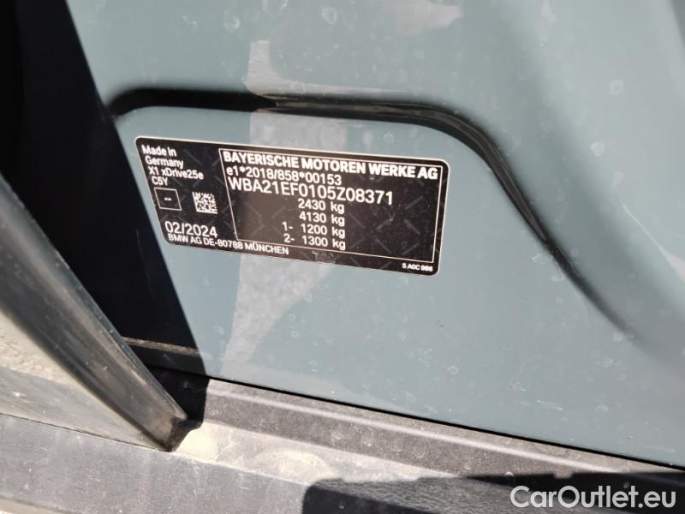 Made in
Germany
X1 xDrive25e
C5Y
--
02/2024
BMW AG DE-80788 MÜNCHEN
BAYERISCHE MOTOREN WERKE AG
e1*2018/858*00153
WBA21EF0105Z08371
2430 kg
4130 kg
1- 1200 kg
2- 1300 kg
CarOutlet.eu